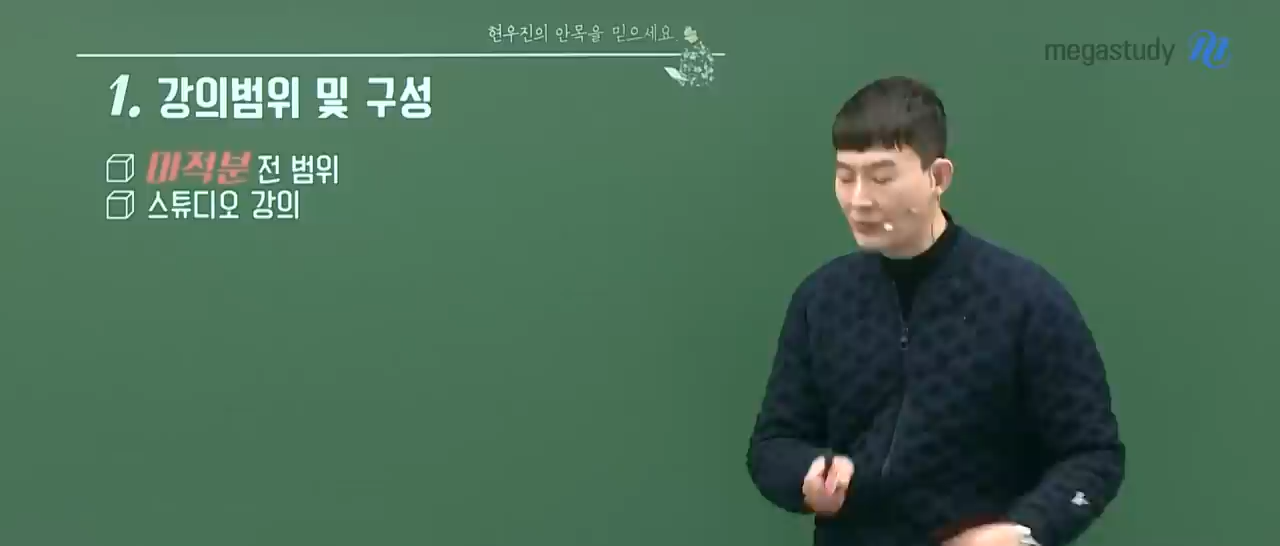 현우진의 안목을 믿으세요.
megastudy m
1. 강의범위 및 구성
미적분 전 범위
스튜디오 강의